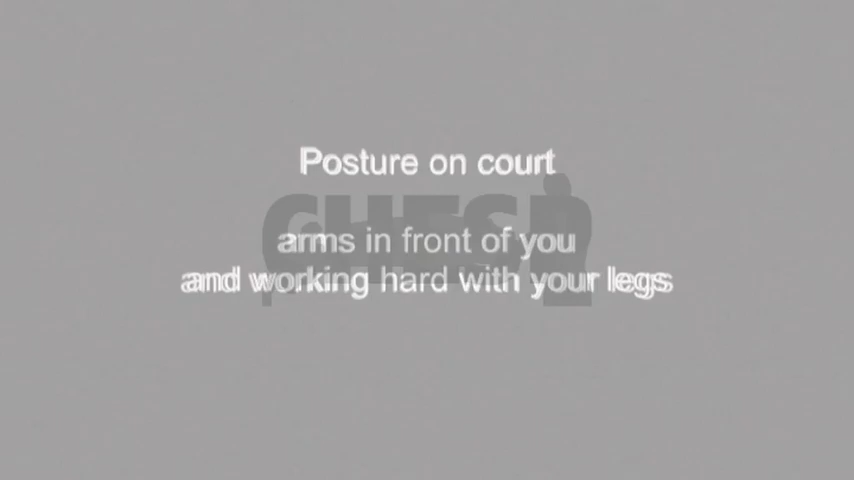 Posture on court
arms in front of you
and working hard with your legs